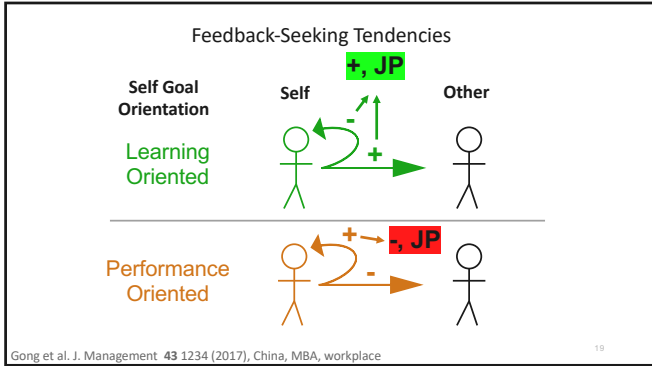 Feedback-Seeking Tendencies
+, JP
Self Goal
Orientation
Self
Other
-
+
Learning
Oriented
+
-, JP
-
Performance
Oriented
Gong et al. J. Management 43 1234 (2017), China, MBA, workplace
19